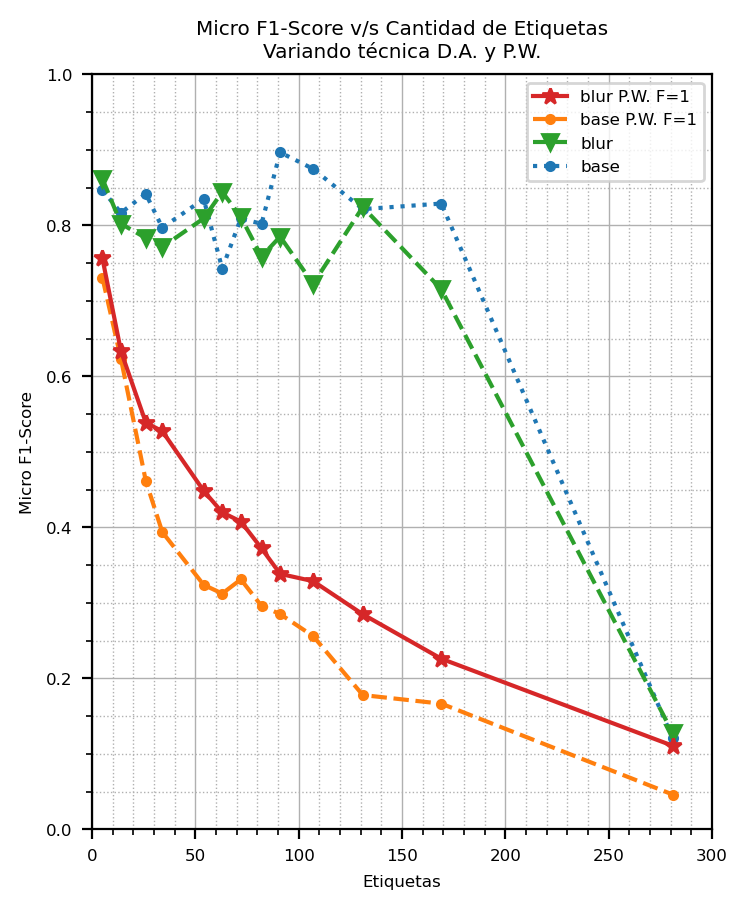 Micro F1-Score v/s Cantidad de Etiquetas
Variando técnica D.A. y P.W.
blur P.W. F=1
base P.W. F=1
blur
base
Micro F1-Score
1.0
0.8
0.6
0.4
0.2
0.0
0 50 100 150 200 250 300
Etiquetas